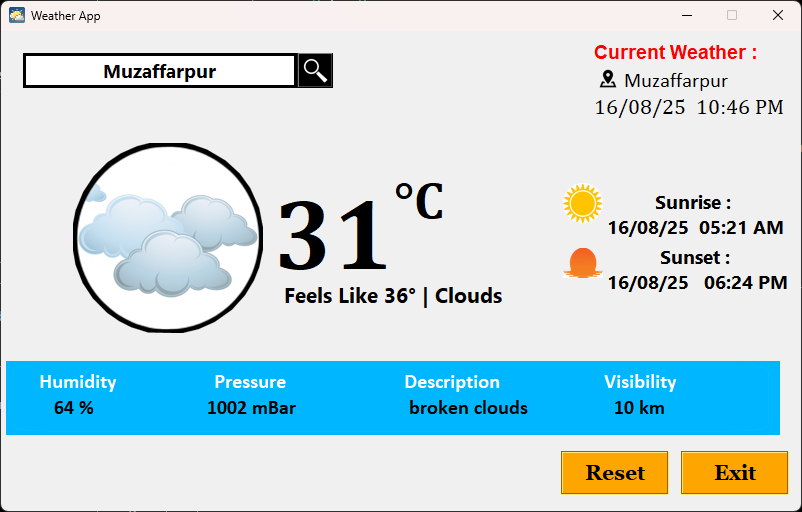 Weather App
Muzaffarpur
Current Weather :
Muzaffarpur
16/08/25 10:46 PM
31°C
Feels Like 36° | Clouds
Sunrise :
16/08/25 05:21 AM
Sunset :
16/08/25 06:24 PM
Humidity Pressure Description Visibility
64 % 1002 mBar broken clouds 10 km
Reset Exit